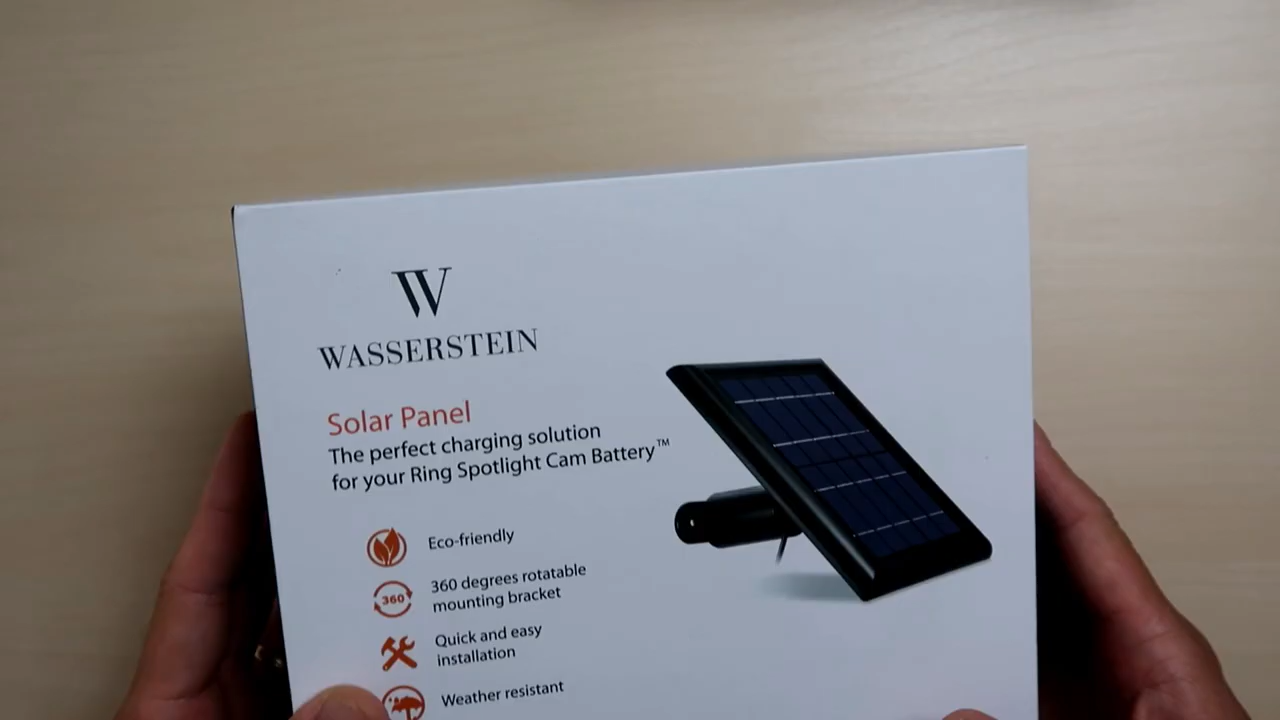 W
WASSERSTEIN
Solar Panel
The perfect charging solution
for your Ring Spotlight Cam Battery™
Eco-friendly
360
360 degrees rotatable
mounting bracket
Quick and easy
installation
Weather resistant